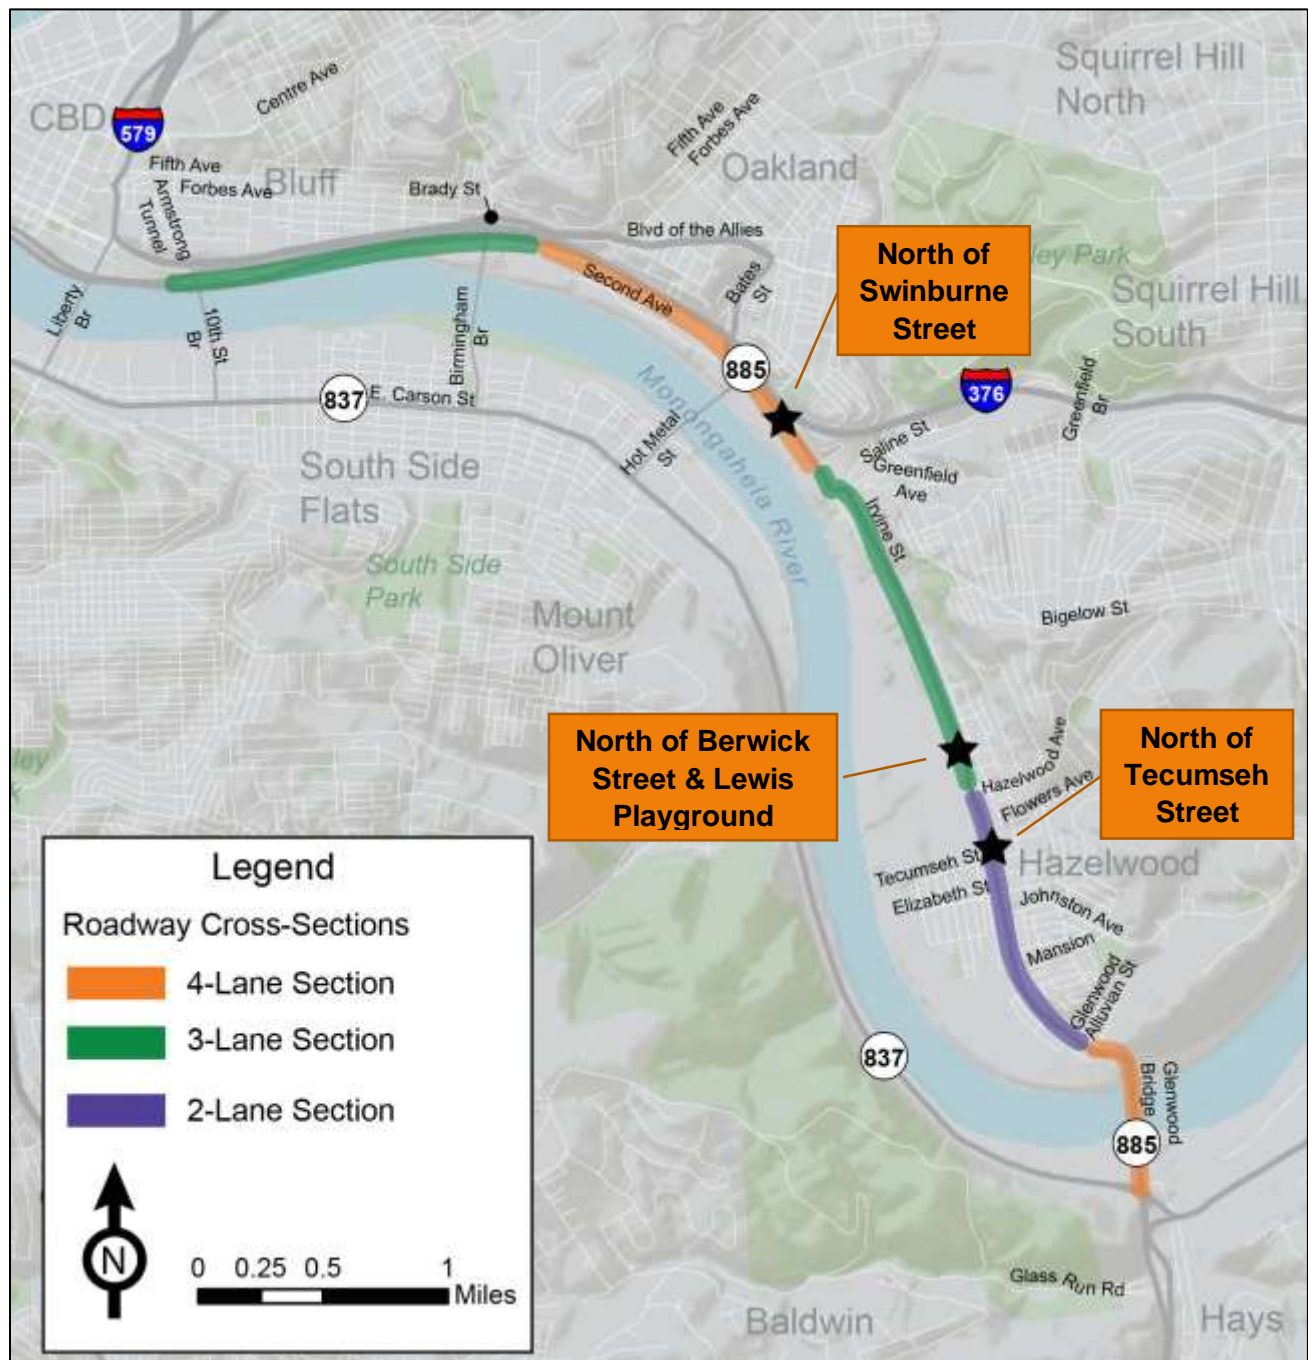 Squirrel Hill
North
CBD
579
Centre Ave
Fifth Ave
Forbes Ave
Fifth Ave
Forbes Ave
Bluff
Oakland
Armstrong
Tunnel
Brady St
Blvd of the Allies
North of
Swinburne
Street
ley Park
Squirrel Hill
South
Second Ave
Bates
St
Liberty
Br
10th St
Br
Birmingham
Br
885
837
E. Carson St
376
Greenfield
Br
Monongahela River
Hot Metal
St
Saline St
Greenfield
Ave
South Side
Flats
Irvine St
South Side
Park
Mount
Oliver
Bigelow St
North of Berwick
Street & Lewis
Playground
North of
Tecumseh
Street
Hazelwood Ave
Flowers Ave
ley
k
Tecumseh St
Hazelwood
Elizabeth St
Johnston Ave
Mansion
Glenwood
Alluvian St
837
Glenwood
Bridge
885
Legend
Roadway Cross-Sections
4-Lane Section
3-Lane Section
2-Lane Section
N
0 0.25 0.5 1
Miles
Glass Run Rd
Baldwin
Hays